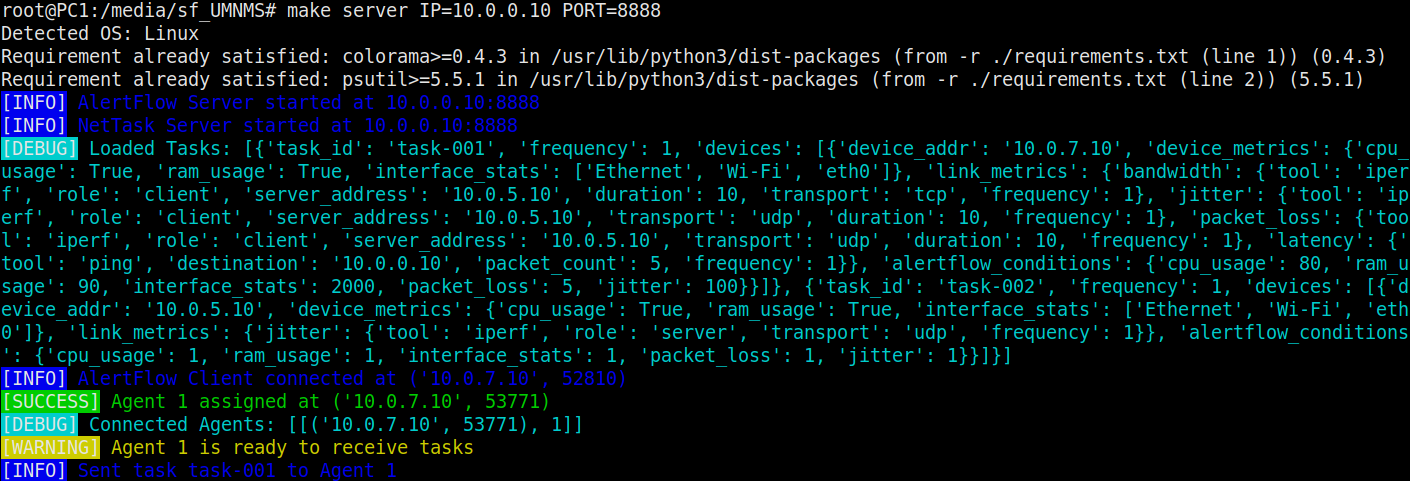 root@PC1:/media/sf_UMNMS# make server IP=10.0.0.10 PORT=8888
Detected OS: Linux
Requirement already satisfied: colorama>=0.4.3 in /usr/lib/python3/dist-packages (from -r ./requirements.txt (line 1)) (0.4.3)
Requirement already satisfied: psutil>=5.5.1 in /usr/lib/python3/dist-packages (from -r ./requirements.txt (line 2)) (5.5.1)
[INFO] AlertFlow Server started at 10.0.0.10:8888
[INFO] NetTask Server started at 10.0.0.10:8888
[DEBUG] Loaded Tasks: [{'task_id': 'task-001', 'frequency': 1, 'devices': [{'device_addr': '10.0.7.10', 'device_metrics': {'cpu_
usage': True, 'ram_usage': True, 'interface_stats': ['Ethernet', 'Wi-Fi', 'eth0']}, 'link_metrics': {'bandwidth': {'tool': 'iper
f', 'role': 'client', 'server_address': '10.0.5.10', 'duration': 10, 'transport': 'tcp', 'frequency': 1}, 'jitter': {'tool': 'ip
erf', 'role': 'client', 'server_address': '10.0.5.10', 'transport': 'udp', 'duration': 10, 'frequency': 1}, 'packet_loss': {'too
l': 'iperf', 'role': 'client', 'server_address': '10.0.5.10', 'transport': 'udp', 'duration': 10, 'frequency': 1}, 'latency': {'
tool': 'ping', 'destination': '10.0.0.10', 'packet_count': 5, 'frequency': 1}}, 'alertflow_conditions': {'cpu_usage': 80, 'ram_u
sage': 90, 'interface_stats': 2000, 'packet_loss': 5, 'jitter': 100}}]}, {'task_id': 'task-002', 'frequency': 1, 'devices': [{'d
evice_addr': '10.0.5.10', 'device_metrics': {'cpu_usage': True, 'ram_usage': True, 'interface_stats': ['Ethernet', 'Wi-Fi', 'eth
0']}, 'link_metrics': {'jitter': {'tool': 'iperf', 'role': 'server', 'transport': 'udp', 'frequency': 1}}, 'alertflow_conditions
': {'cpu_usage': 1, 'ram_usage': 1, 'interface_stats': 1, 'packet_loss': 1, 'jitter': 1}}]}]
[INFO] AlertFlow Client connected at ('10.0.7.10', 52810)
[SUCCESS] Agent 1 assigned at ('10.0.7.10', 53771)
[DEBUG] Connected Agents: [[('10.0.7.10', 53771), 1]]
[WARNING] Agent 1 is ready to receive tasks
[INFO] Sent task task-001 to Agent 1